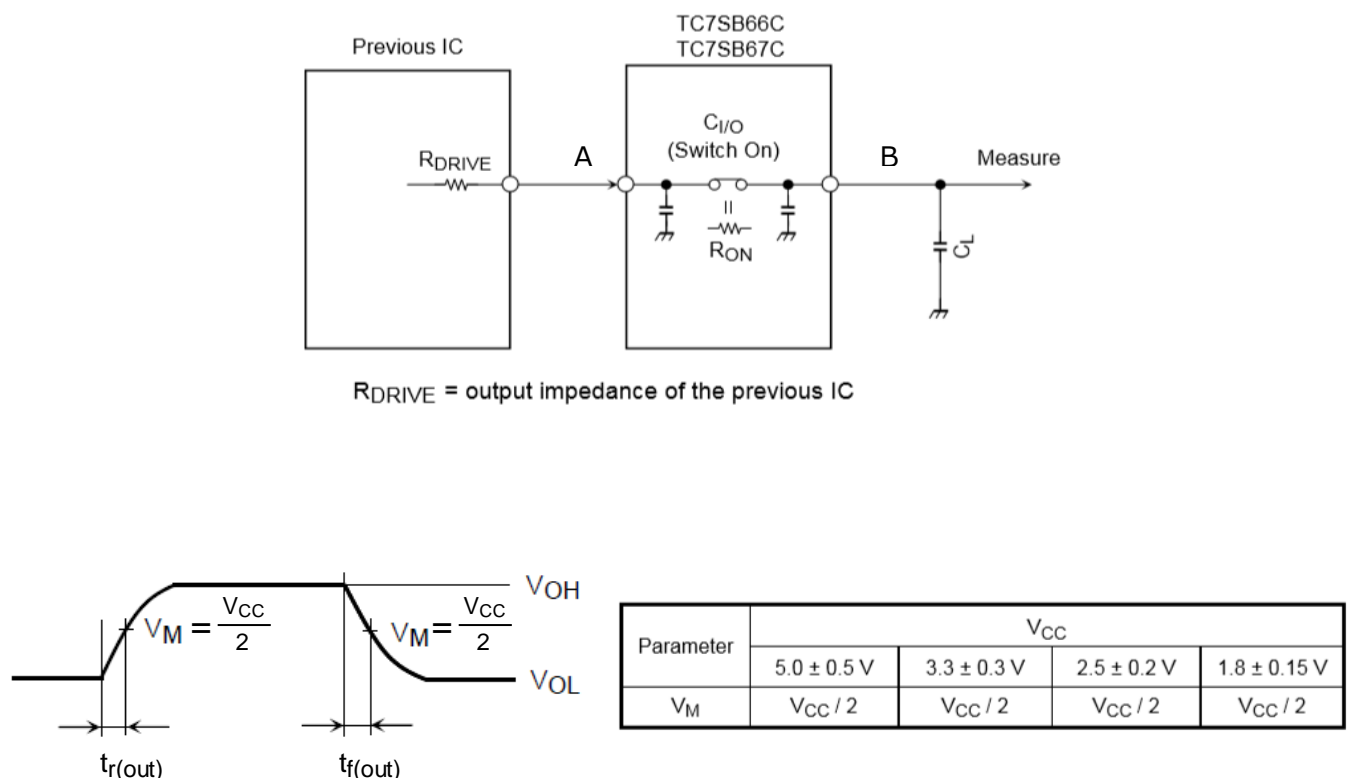 TC7SB66C
TC7SB67C
Previous IC
CI/O
(Switch On)
RDRIVE
A
B
Measure
RON
CL
RDRIVE = output impedance of the previous IC
VOH
VM = VCC/2
VM = VCC/2
VOL
tr(out)
tf(out)
Parameter
VCC
5.0 ± 0.5 V
3.3 ± 0.3 V
2.5 ± 0.2 V
1.8 ± 0.15 V
VM
VCC / 2
VCC / 2
VCC / 2
VCC / 2